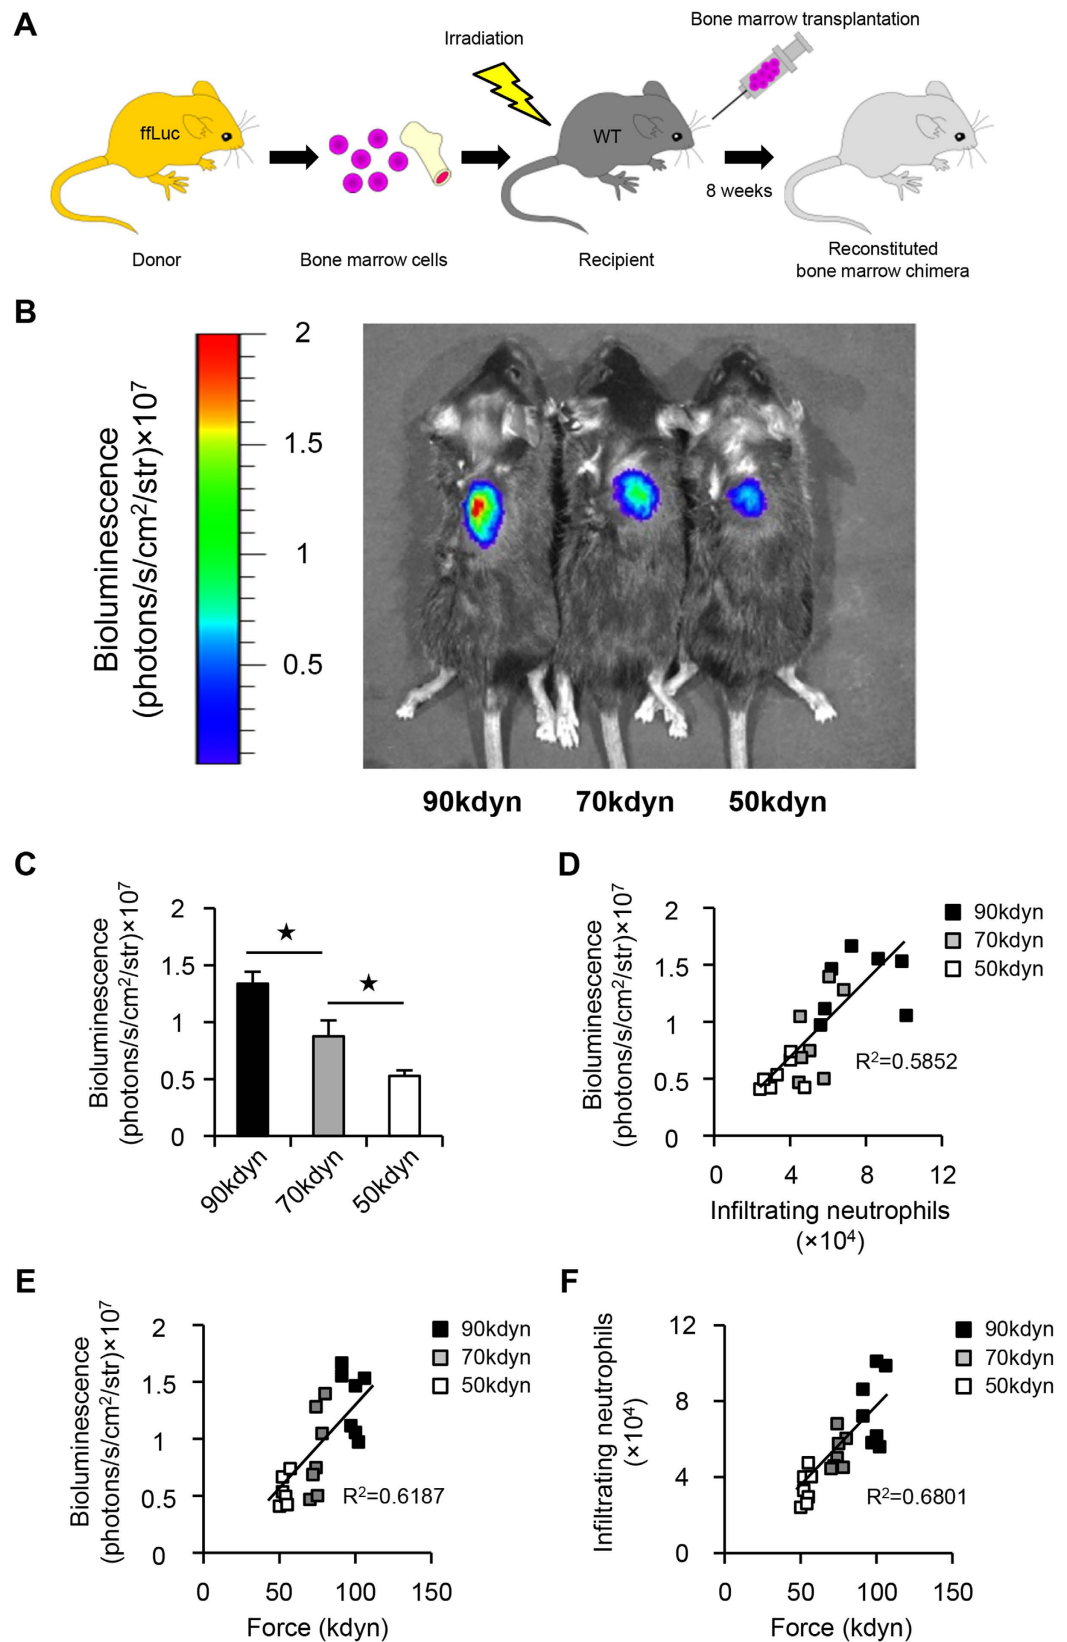 A
Irradiation
Bone marrow transplantation
ffLuc
WT
8 weeks
Donor
Bone marrow cells
Recipient
Reconstituted
bone marrow chimera
B
Bioluminescence
(photons/s/cm²/str)×10⁷
2
1.5
1
0.5
90kdyn
70kdyn
50kdyn
C
Bioluminescence
(photons/s/cm²/str)×10⁷
2
1.5
1
0.5
0
★
★
90kdyn
70kdyn
50kdyn
D
Bioluminescence
(photons/s/cm²/str)×10⁷
2
1.5
1
0.5
0
90kdyn
70kdyn
50kdyn
R²=0.5852
0
4
8
12
Infiltrating neutrophils
(×10⁴)
E
Bioluminescence
(photons/s/cm²/str)×10⁷
2
1.5
1
0.5
0
90kdyn
70kdyn
50kdyn
R²=0.6187
0
50
100
150
Force (kdyn)
F
Infiltrating neutrophils
(×10⁴)
12
8
4
0
90kdyn
70kdyn
50kdyn
R²=0.6801
0
50
100
150
Force (kdyn)